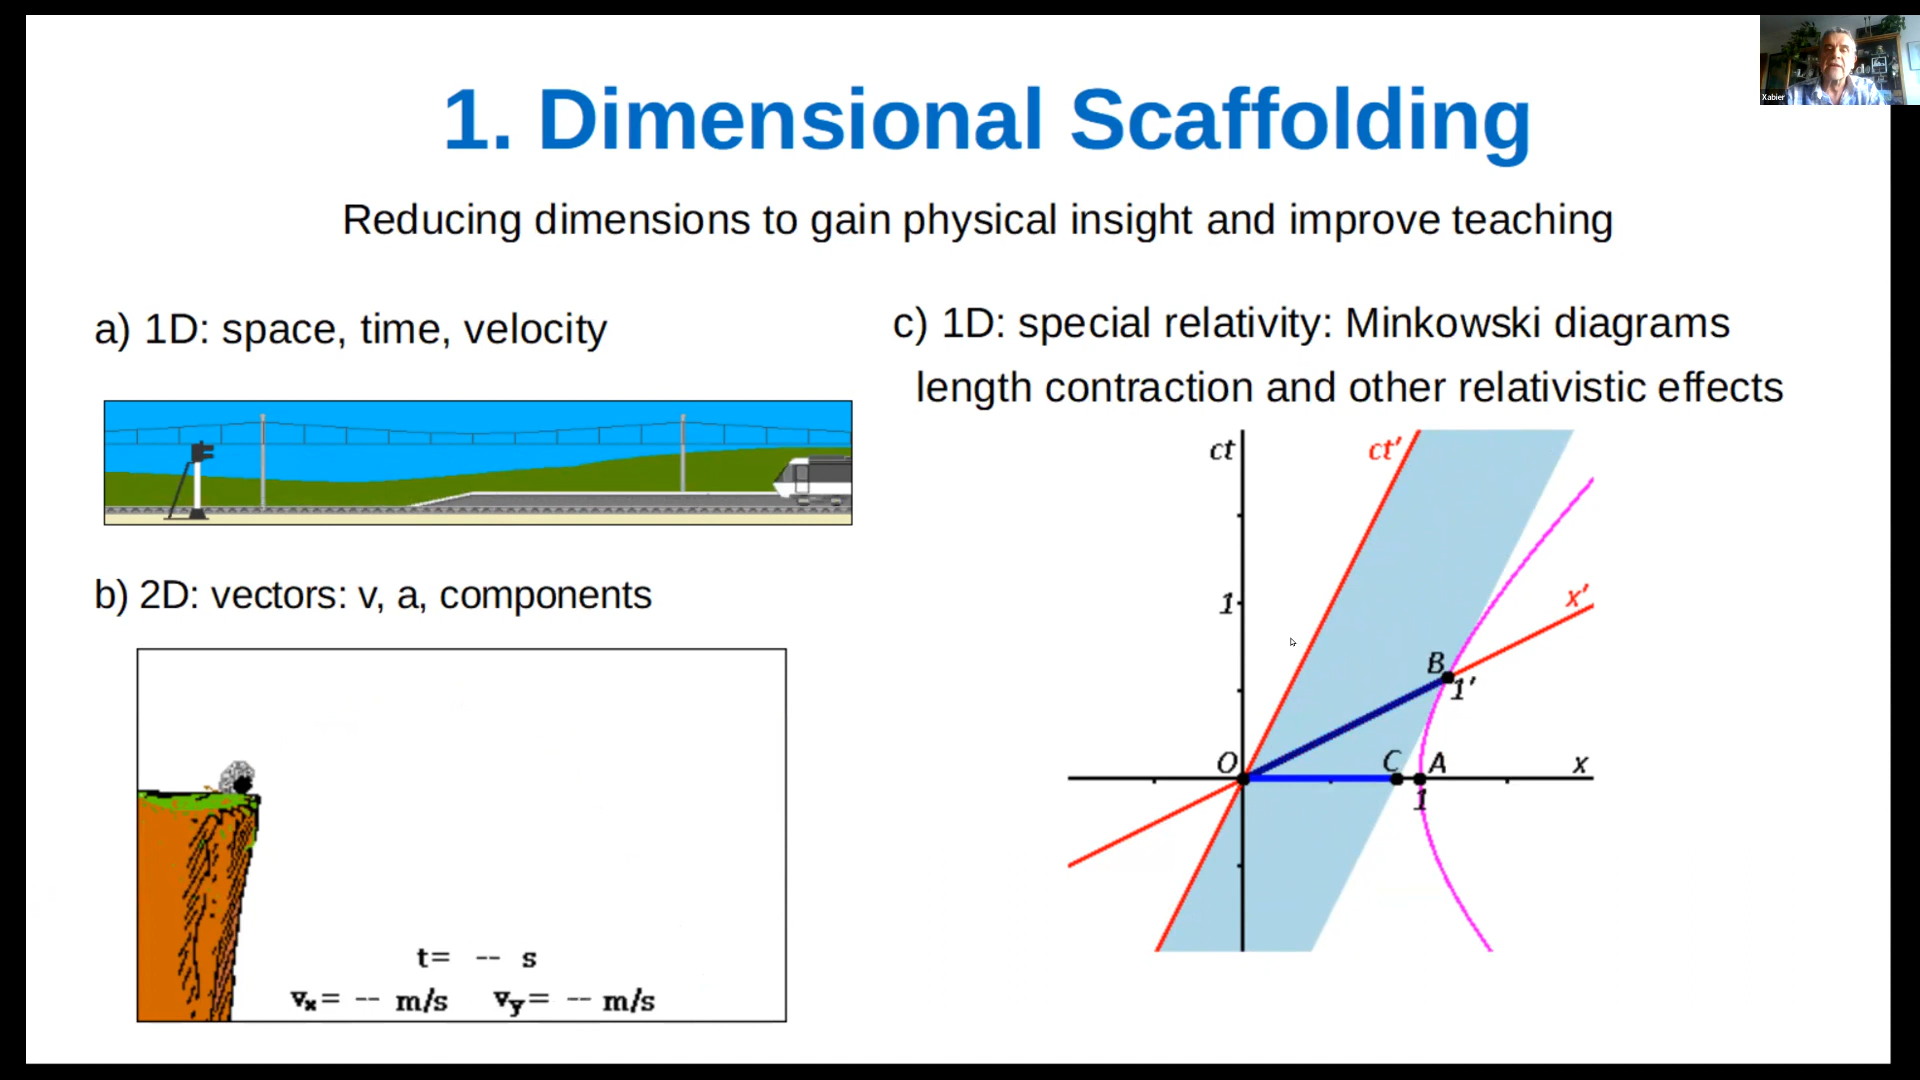 1. Dimensional Scaffolding
Reducing dimensions to gain physical insight and improve teaching
a) 1D: space, time, velocity
b) 2D: vectors: v, a, components
t= -- s
vx= -- m/s vy= -- m/s
c) 1D: special relativity: Minkowski diagrams
length contraction and other relativistic effects
ct
ct′
1
x′
B
1′
O
C
A
x
1
Xabier